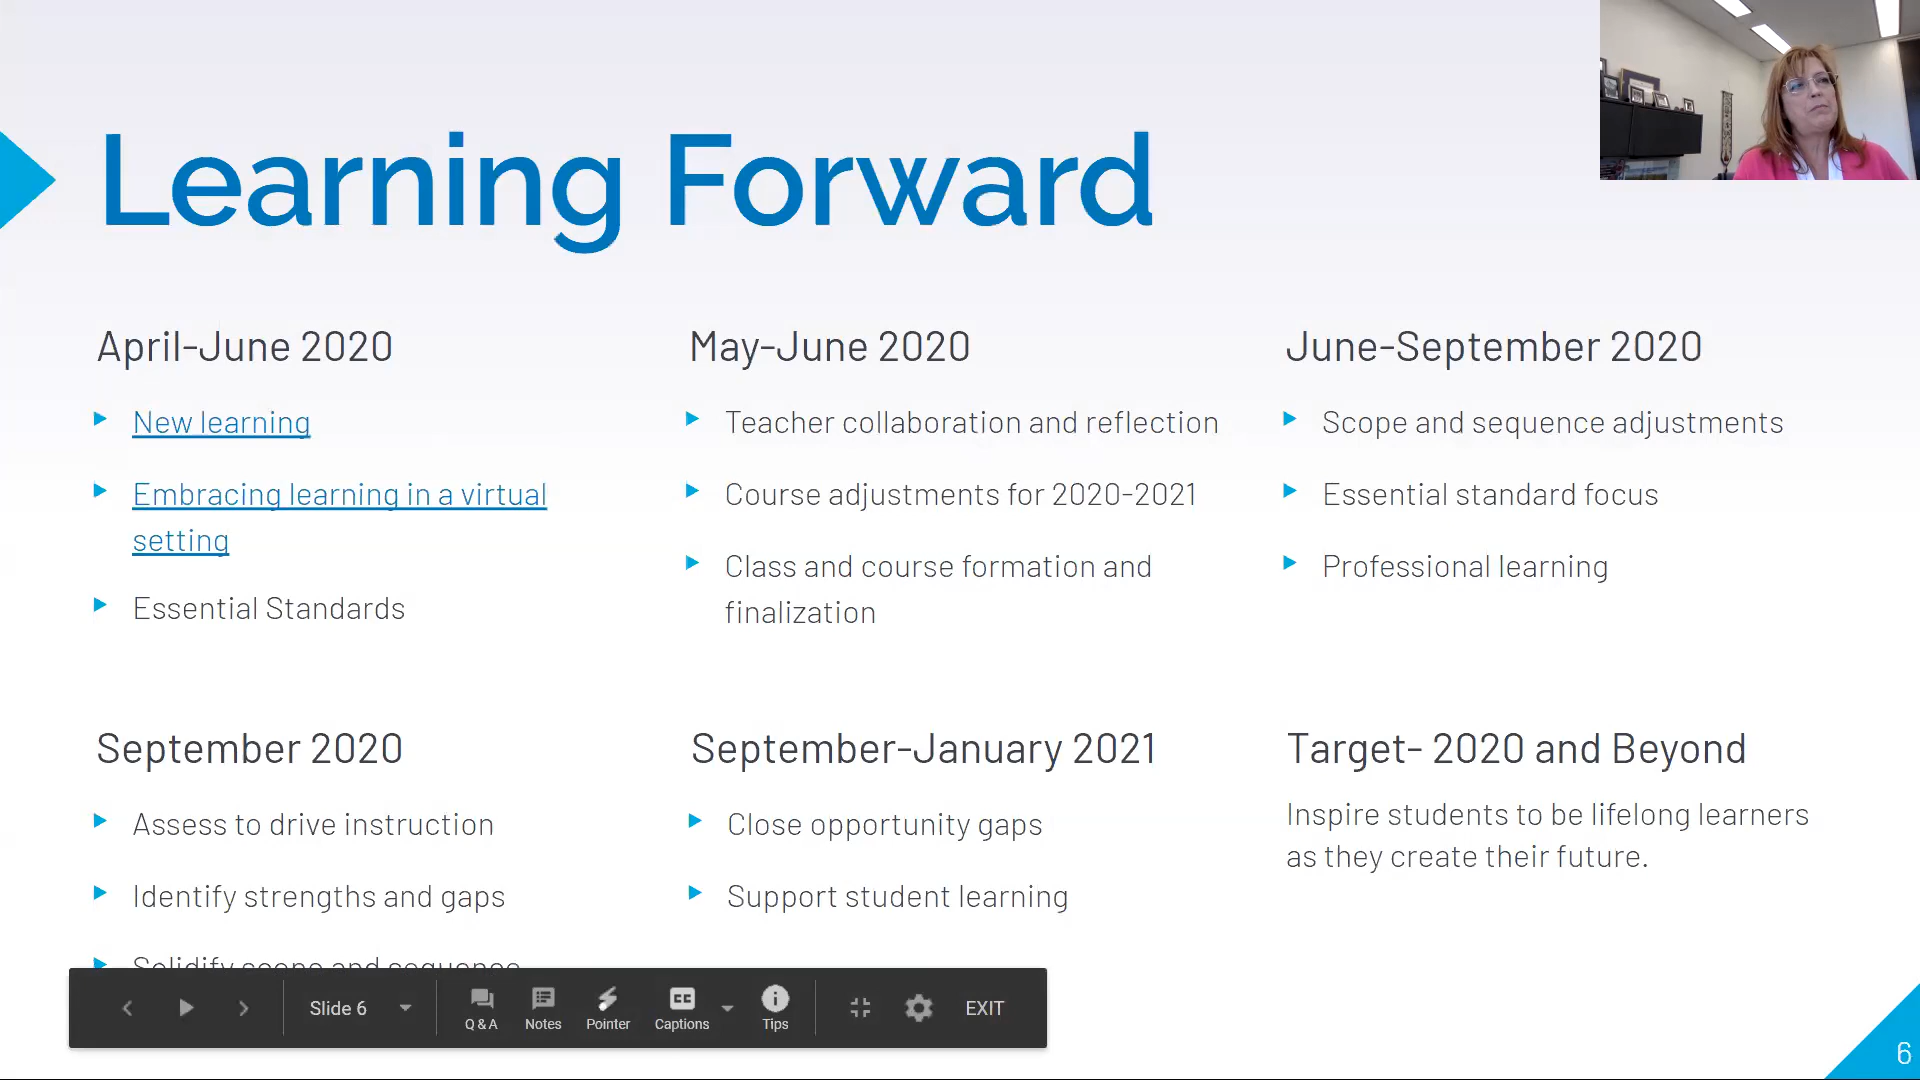 Learning Forward
April-June 2020
New learning
Embracing learning in a virtual
setting
Essential Standards
May-June 2020
Teacher collaboration and reflection
Course adjustments for 2020-2021
Class and course formation and
finalization
June-September 2020
Scope and sequence adjustments
Essential standard focus
Professional learning
September 2020
Assess to drive instruction
Identify strengths and gaps
Solidify scope and sequence
September-January 2021
Close opportunity gaps
Support student learning
Target- 2020 and Beyond
Inspire students to be lifelong learners
as they create their future.
Slide 6
Q & A
Notes
Pointer
CC
Captions
Tips
EXIT
6